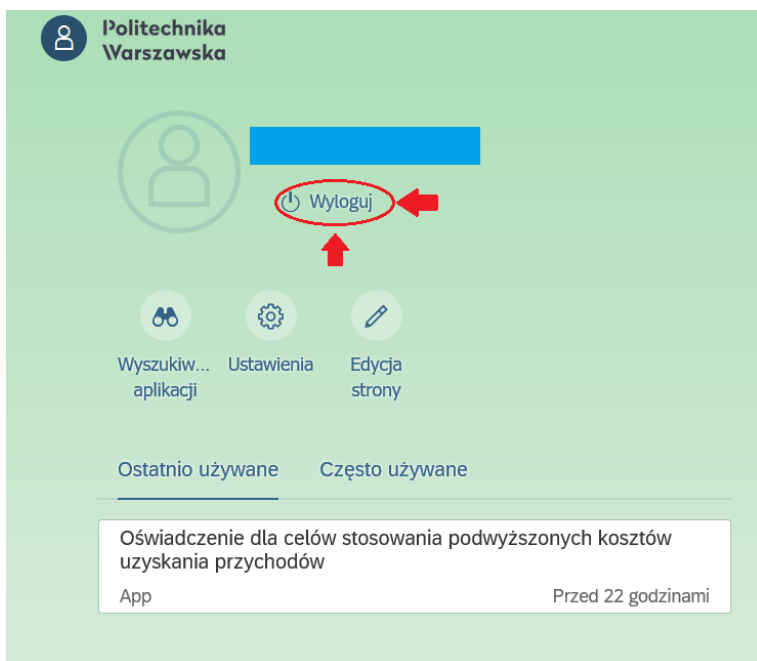 Politechnika
Warszawska
Wyloguj
Wyszukiw... Ustawienia Edycja
aplikacji strony
Ostatnio używane Często używane
Oświadczenie dla celów stosowania podwyższonych kosztów
uzyskania przychodów
App Przed 22 godzinami